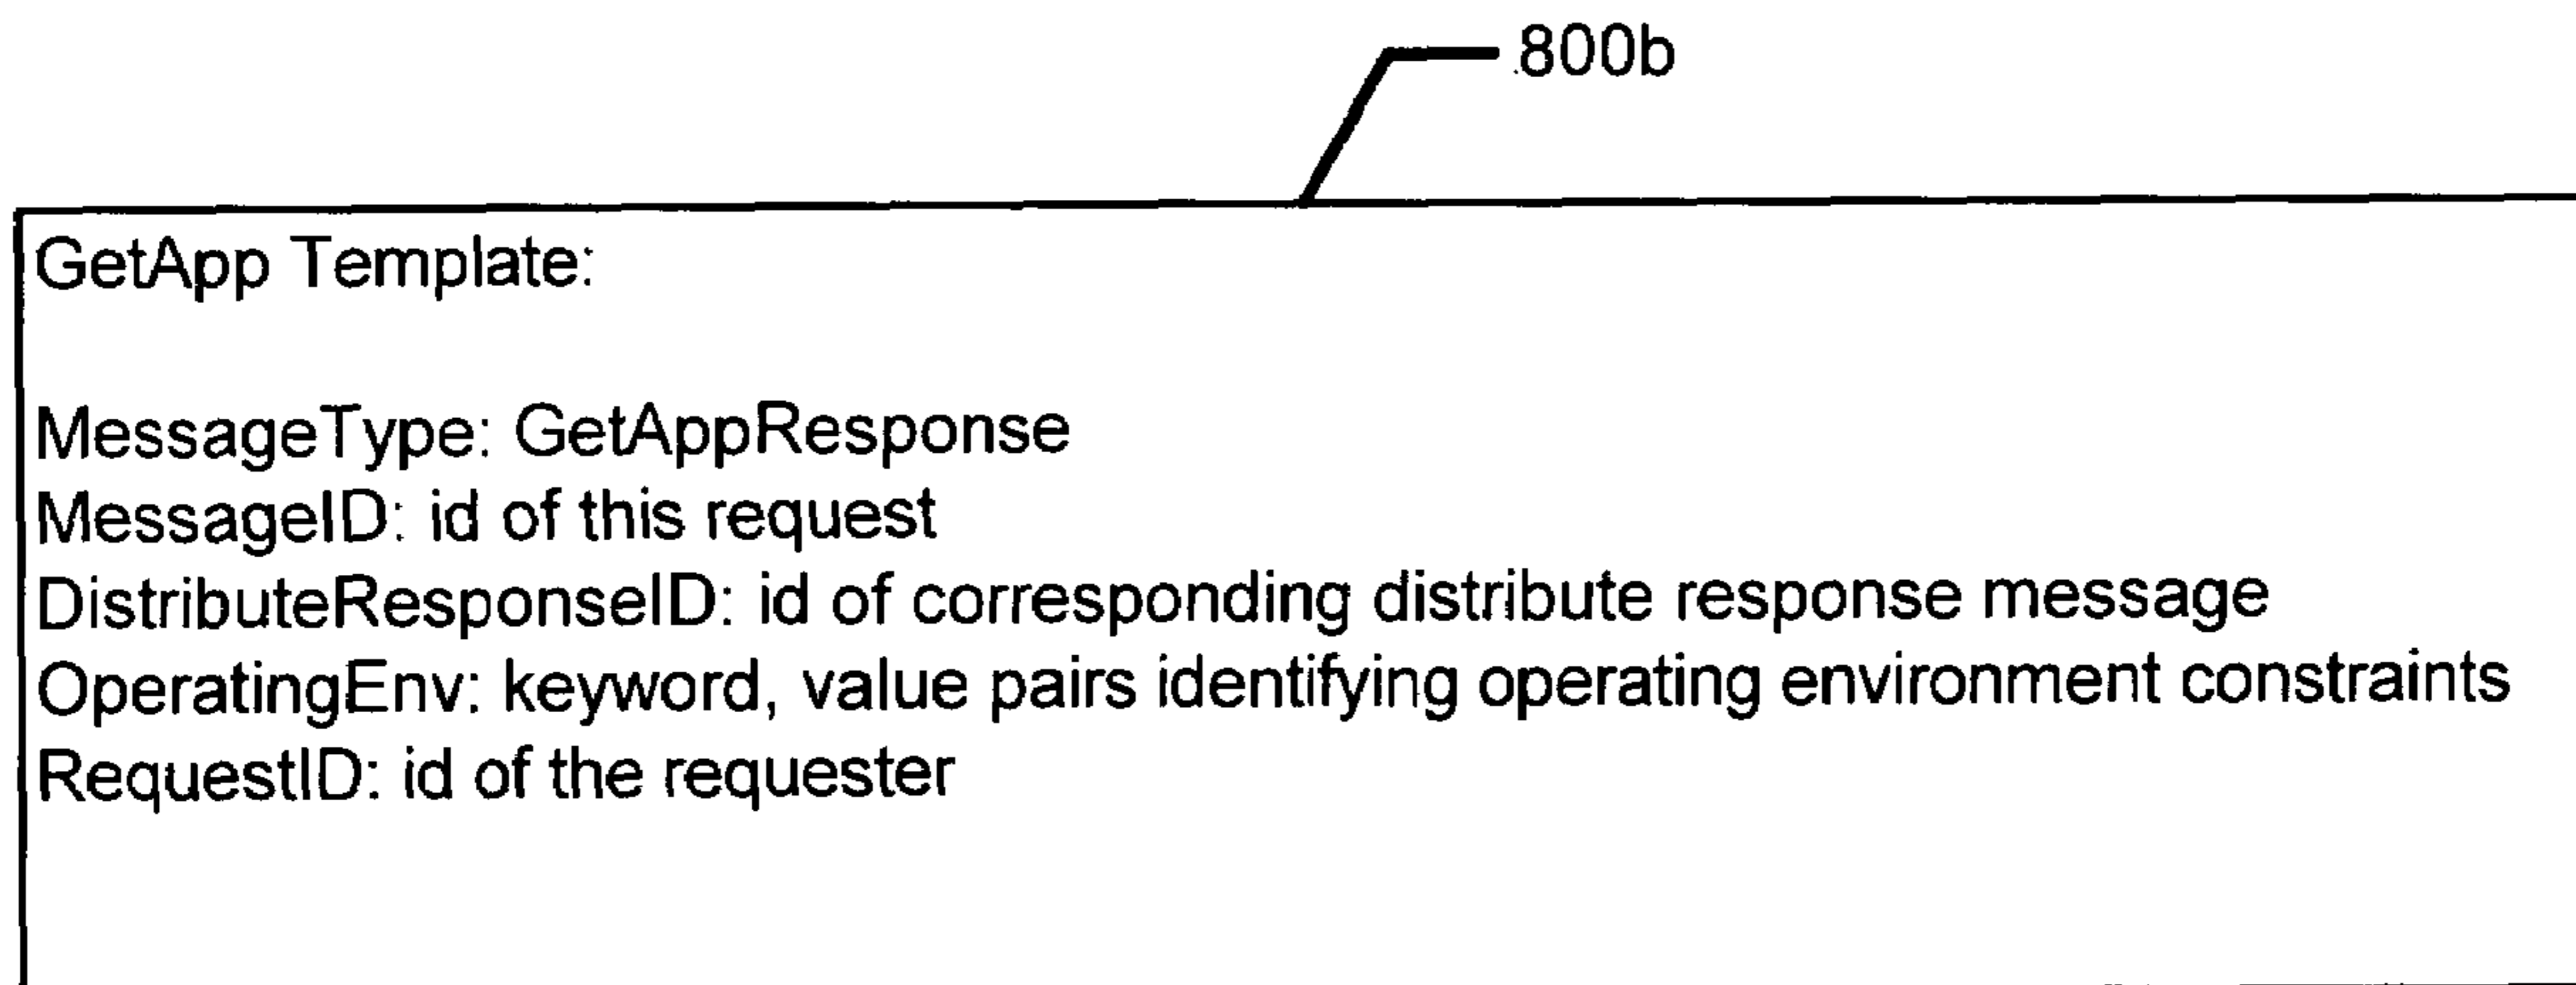 800b
GetApp Template:
MessageType: GetAppResponse
MessageID: id of this request
DistributeResponseID: id of corresponding distribute response message
OperatingEnv: keyword, value pairs identifying operating environment constraints
RequestID: id of the requester